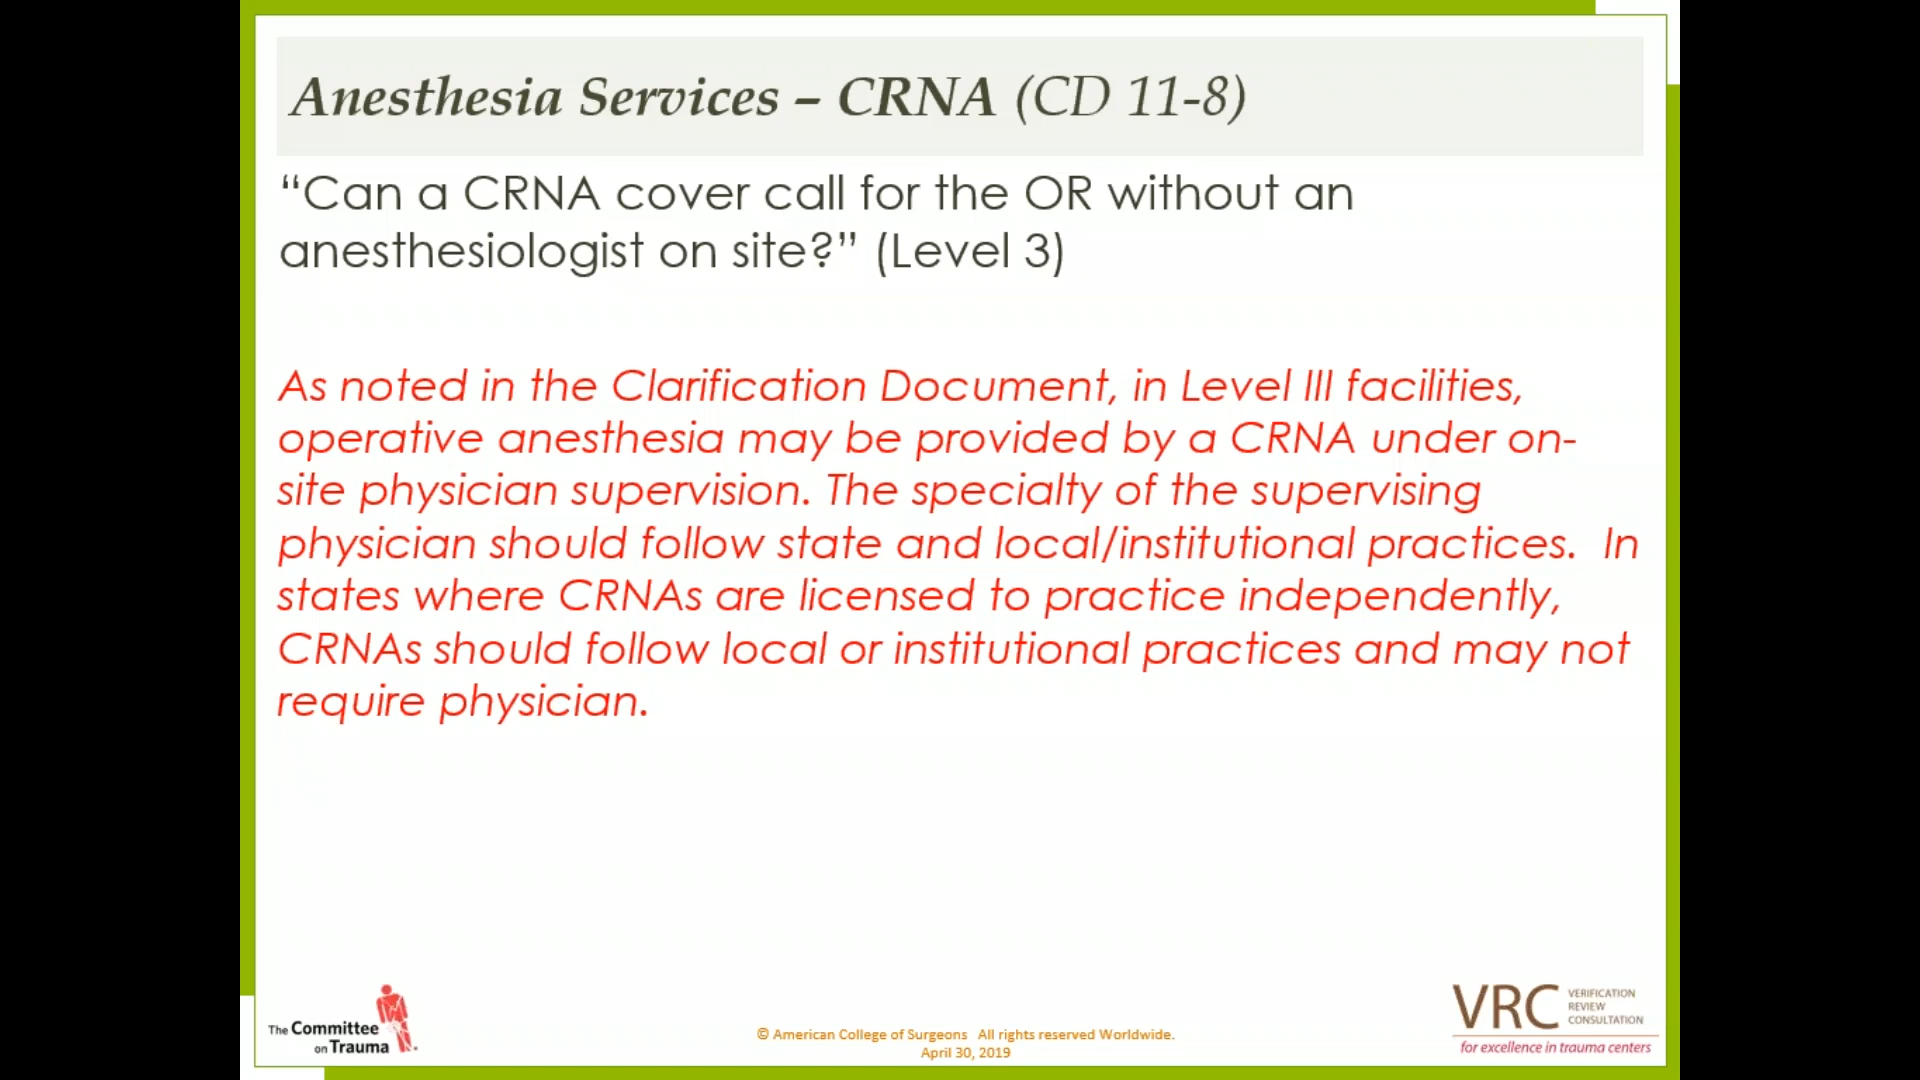 Anesthesia Services – CRNA (CD 11-8)
“Can a CRNA cover call for the OR without an
anesthesiologist on site?” (Level 3)
As noted in the Clarification Document, in Level III facilities,
operative anesthesia may be provided by a CRNA under on-
site physician supervision. The specialty of the supervising
physician should follow state and local/institutional practices.  In
states where CRNAs are licensed to practice independently,
CRNAs should follow local or institutional practices and may not
require physician.
The Committee
on Trauma
© American College of Surgeons   All rights reserved Worldwide.
April 30, 2019
VRC
VERIFICATION
REVIEW
CONSULTATION
for excellence in trauma centers